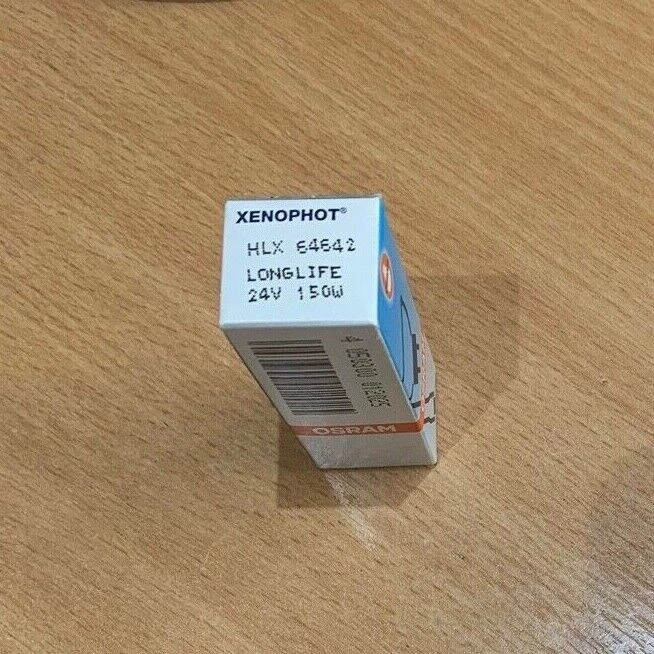 XENOPHOT®
HLX 64642
LONGLIFE
24V 150W
OSRAM